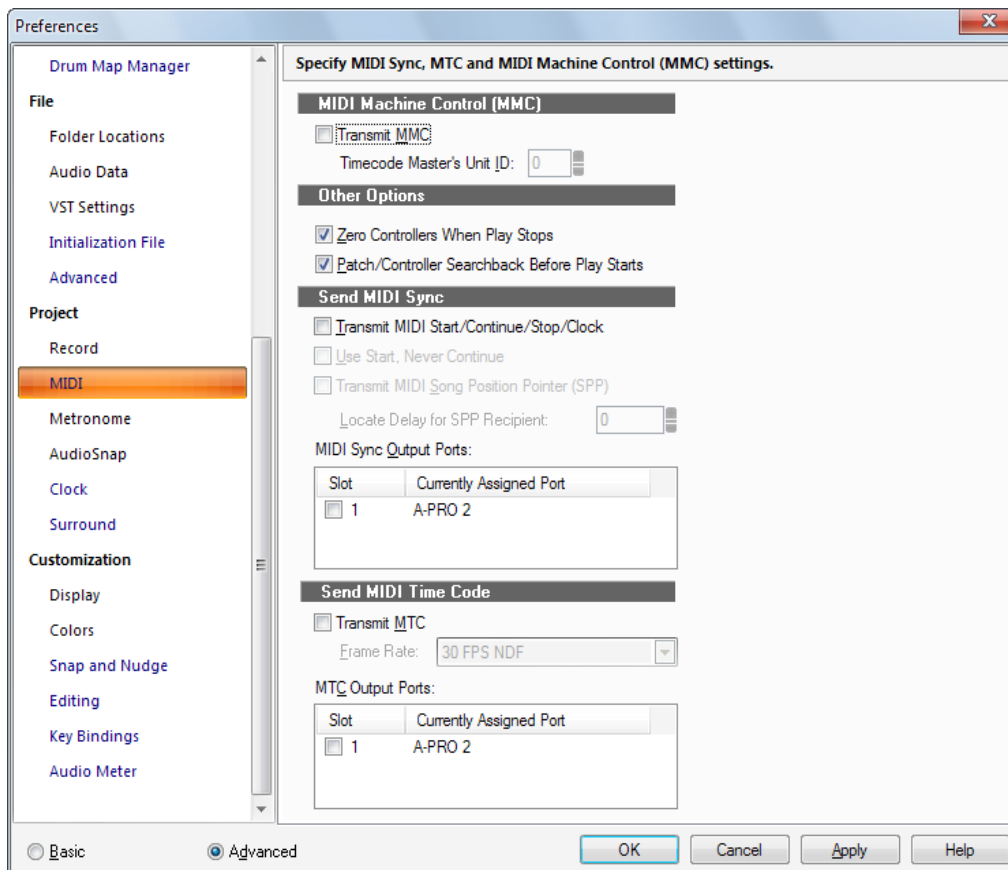 Preferences
Drum Map Manager
File
Folder Locations
Audio Data
VST Settings
Initialization File
Advanced
Project
Record
MIDI
Metronome
AudioSnap
Clock
Surround
Customization
Display
Colors
Snap and Nudge
Editing
Key Bindings
Audio Meter
Basic
Advanced
Specify MIDI Sync, MTC and MIDI Machine Control (MMC) settings.
MIDI Machine Control (MMC)
Transmit MMC
Timecode Master's Unit ID: 0
Other Options
Zero Controllers When Play Stops
Patch/Controller Searchback Before Play Starts
Send MIDI Sync
Transmit MIDI Start/Continue/Stop/Clock
Use Start, Never Continue
Transmit MIDI Song Position Pointer (SPP)
Locate Delay for SPP Recipient: 0
MIDI Sync Output Ports:
Slot Currently Assigned Port
1 A-PRO 2
Send MIDI Time Code
Transmit MTC
Frame Rate: 30 FPS NDF
MTC Output Ports:
Slot Currently Assigned Port
1 A-PRO 2
OK Cancel Apply Help